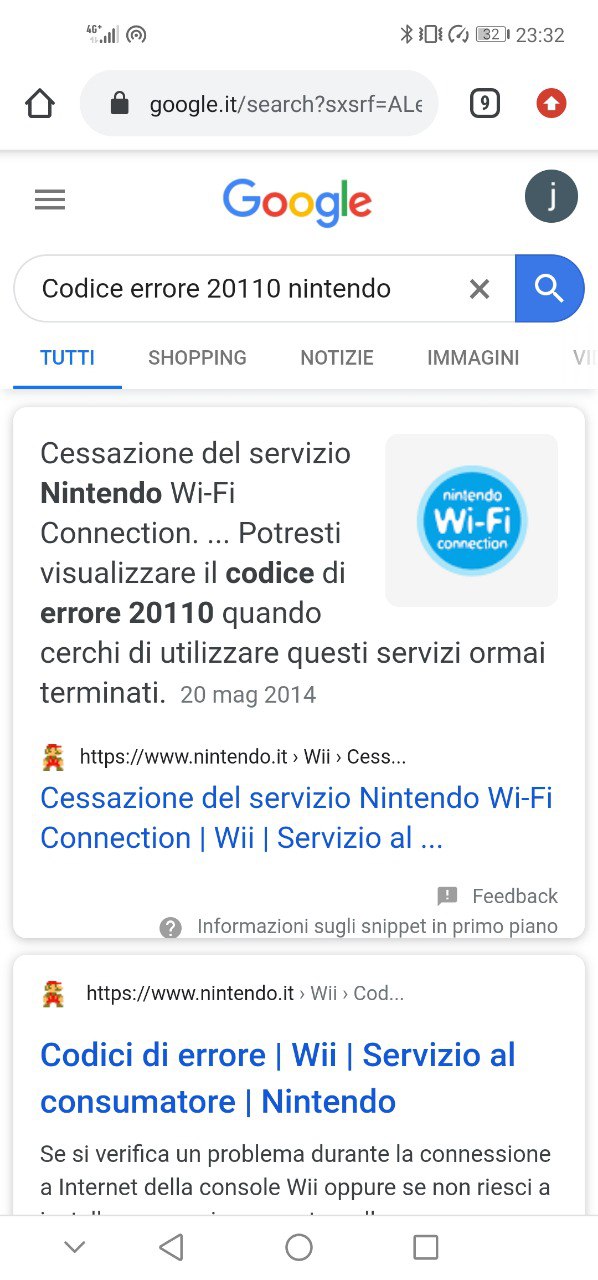 4G+ 32 23:32
google.it/search?sxsrf=ALe
9
Google
j
Codice errore 20110 nintendo
TUTTI SHOPPING NOTIZIE IMMAGINI VI
Cessazione del servizio
Nintendo Wi-Fi
Connection. ... Potresti
visualizzare il codice di
errore 20110 quando
cerchi di utilizzare questi servizi ormai
terminati. 20 mag 2014
nintendo
Wi-Fi
connection
https://www.nintendo.it › Wii › Cess...
Cessazione del servizio Nintendo Wi-Fi
Connection | Wii | Servizio al ...
Feedback
Informazioni sugli snippet in primo piano
https://www.nintendo.it › Wii › Cod...
Codici di errore | Wii | Servizio al
consumatore | Nintendo
Se si verifica un problema durante la connessione
a Internet della console Wii oppure se non riesci a